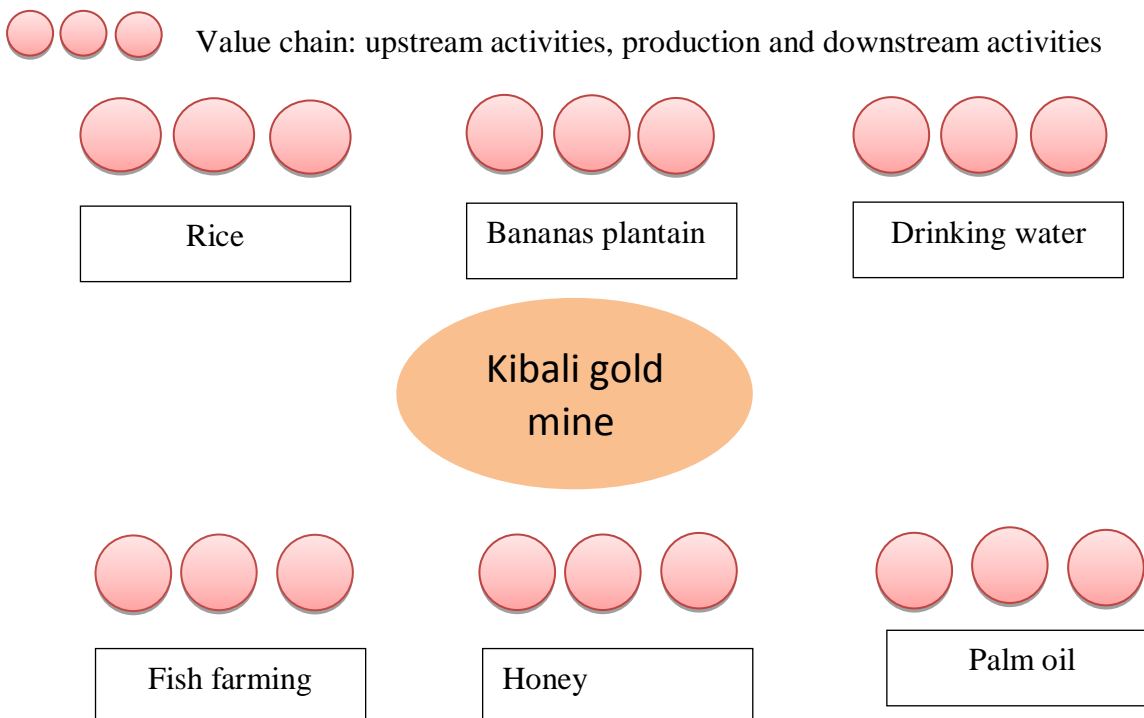 Value chain: upstream activities, production and downstream activities
Rice
Bananas plantain
Drinking water
Kibali gold
mine
Fish farming
Honey
Palm oil